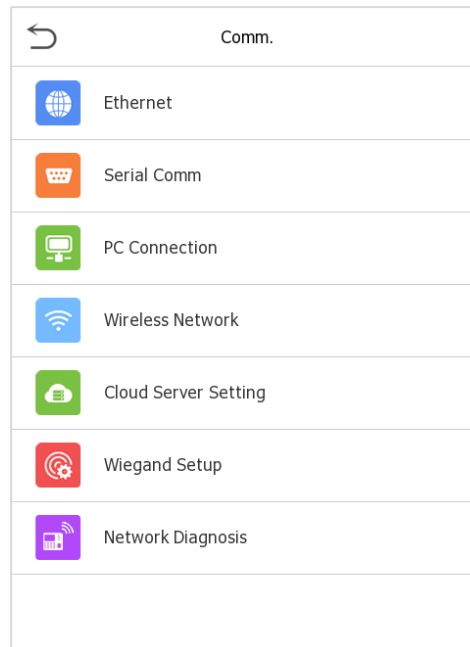 Comm.
Ethernet
Serial Comm
PC Connection
Wireless Network
Cloud Server Setting
Wiegand Setup
Network Diagnosis